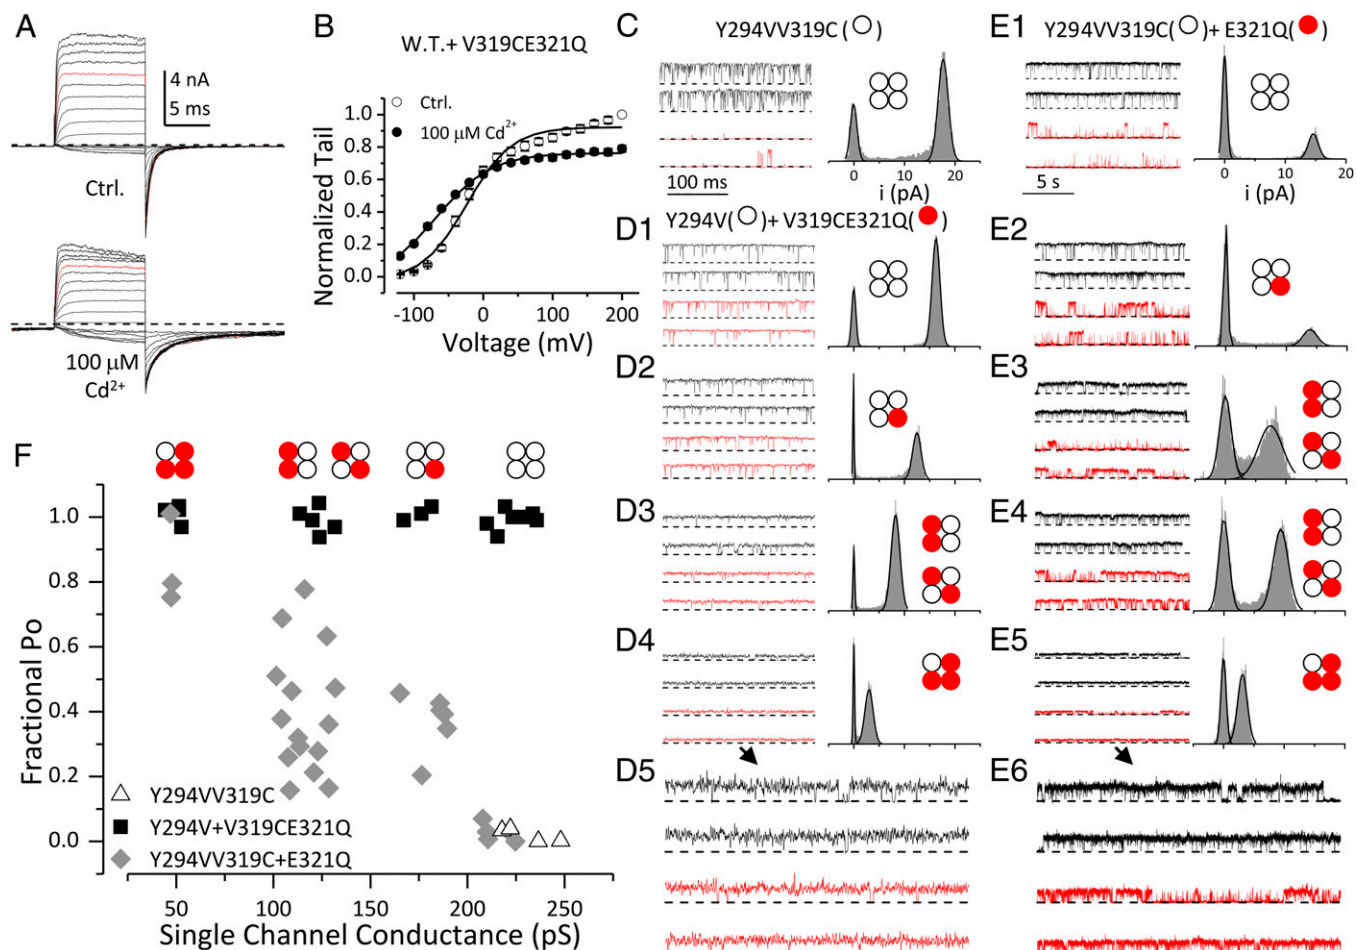 A
4 nA
5 ms
Ctrl.
100 μM
Cd2+
B
W.T.+ V319CE321Q
Ctrl.
100 μM Cd2+
1.0
0.8
0.6
0.4
0.2
0.0
Normalized Tail
-100 0 100 200
Voltage (mV)
C
Y294VV319C( )
100 ms
0 10 20
i (pA)
D1
Y294V( )+ V319CE321Q( )
D2
D3
D4
D5
E1
Y294VV319C( )+ E321Q( )
5 s
0 10 20
i (pA)
E2
E3
E4
E5
E6
F
1.0
0.8
0.6
0.4
0.2
0.0
Fractional Po
Y294VV319C
Y294V+V319CE321Q
Y294VV319C+E321Q
50 100 150 200 250
Single Channel Conductance (pS)